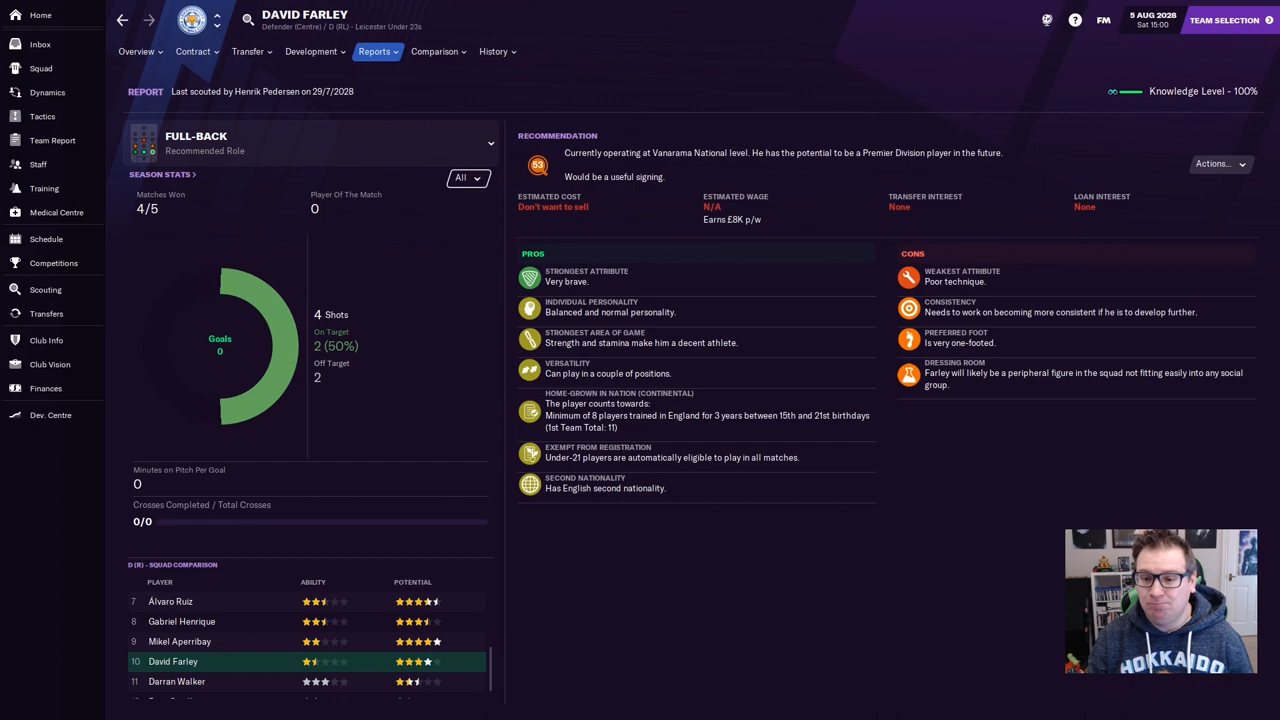 Home
Inbox
Squad
Dynamics
Tactics
Team Report
Staff
Training
Medical Centre
Schedule
Competitions
Scouting
Transfers
Club Info
Club Vision
Finances
Dev. Centre
DAVID FARLEY
Defender (Centre) / D (RL) - Leicester Under 23s
FM
5 AUG 2028
Sat 15:00
TEAM SELECTION
Overview
Contract
Transfer
Development
Reports
Comparison
History
REPORT Last scouted by Henrik Pedersen on 29/7/2028
Knowledge Level - 100%
FULL-BACK
Recommended Role
SEASON STATS >
All
Matches Won
4/5
Player Of The Match
0
Goals
0
4 Shots
On Target
2 (50%)
Off Target
2
Minutes on Pitch Per Goal
0
Crosses Completed / Total Crosses
0/0
D (R) - SQUAD COMPARISON
PLAYER ABILITY POTENTIAL
7 Álvaro Ruiz
8 Gabriel Henrique
9 Mikel Aperribay
10 David Farley
11 Darran Walker
RECOMMENDATION
53
Currently operating at Vanarama National level. He has the potential to be a Premier Division player in the future.
Would be a useful signing.
Actions...
ESTIMATED COST
Don't want to sell
ESTIMATED WAGE
N/A
Earns £8K p/w
TRANSFER INTEREST
None
LOAN INTEREST
None
PROS
STRONGEST ATTRIBUTE
Very brave.
INDIVIDUAL PERSONALITY
Balanced and normal personality.
STRONGEST AREA OF GAME
Strength and stamina make him a decent athlete.
VERSATILITY
Can play in a couple of positions.
HOME-GROWN IN NATION (CONTINENTAL)
The player counts towards:
Minimum of 8 players trained in England for 3 years between 15th and 21st birthdays
(1st Team Total: 11)
EXEMPT FROM REGISTRATION
Under-21 players are automatically eligible to play in all matches.
SECOND NATIONALITY
Has English second nationality.
CONS
WEAKEST ATTRIBUTE
Poor technique.
CONSISTENCY
Needs to work on becoming more consistent if he is to develop further.
PREFERRED FOOT
Is very one-footed.
DRESSING ROOM
Farley will likely be a peripheral figure in the squad not fitting easily into any social
group.
HOKKAIDO